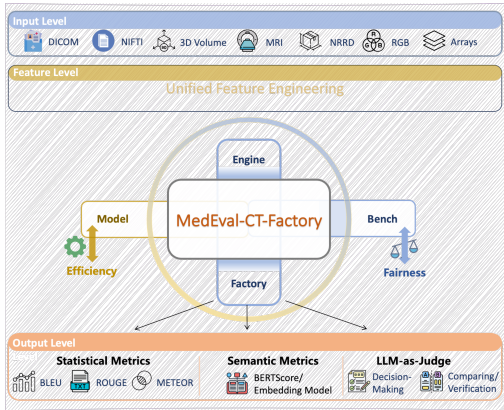 Input Level
DICOM NIFTI 3D Volume MRI NRRD RGB Arrays
Feature Level
Unified Feature Engineering
Engine
Model MedEval-CT-Factory Bench
Efficiency Fairness
Factory
Output Level
Level
Statistical Metrics Semantic Metrics LLM-as-Judge
BLEU TXT ROUGE METEOR
BERTScore/
Embedding Model
Decision-
Making
Comparing/
Verification